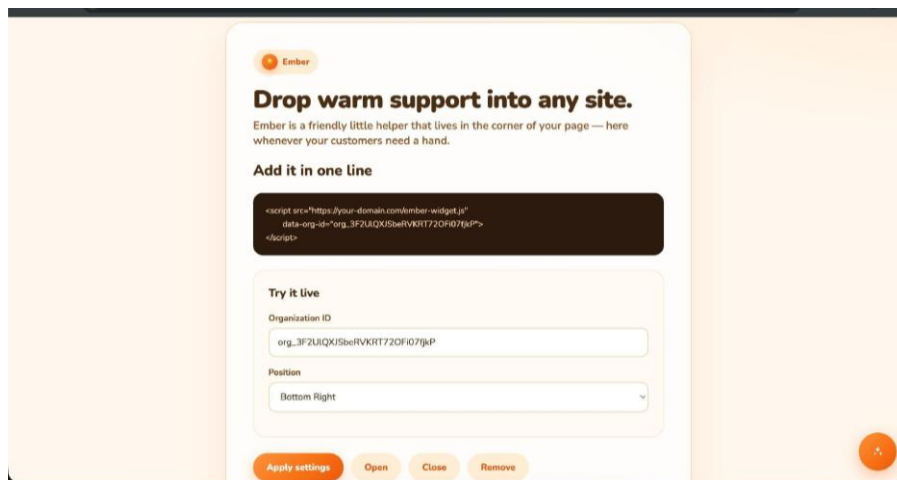 Ember
Drop warm support into any site.
Ember is a friendly little helper that lives in the corner of your page — here
whenever your customers need a hand.
Add it in one line
<script src="https://your-domain.com/ember-widget.js"
data-org-id="org_3F2UlQXJSbeRVKRT72OFi07fjkP">
</script>
Try it live
Organization ID
org_3F2UlQXJSbeRVKRT72OFi07fjkP
Position
Bottom Right
Apply settings
Open
Close
Remove